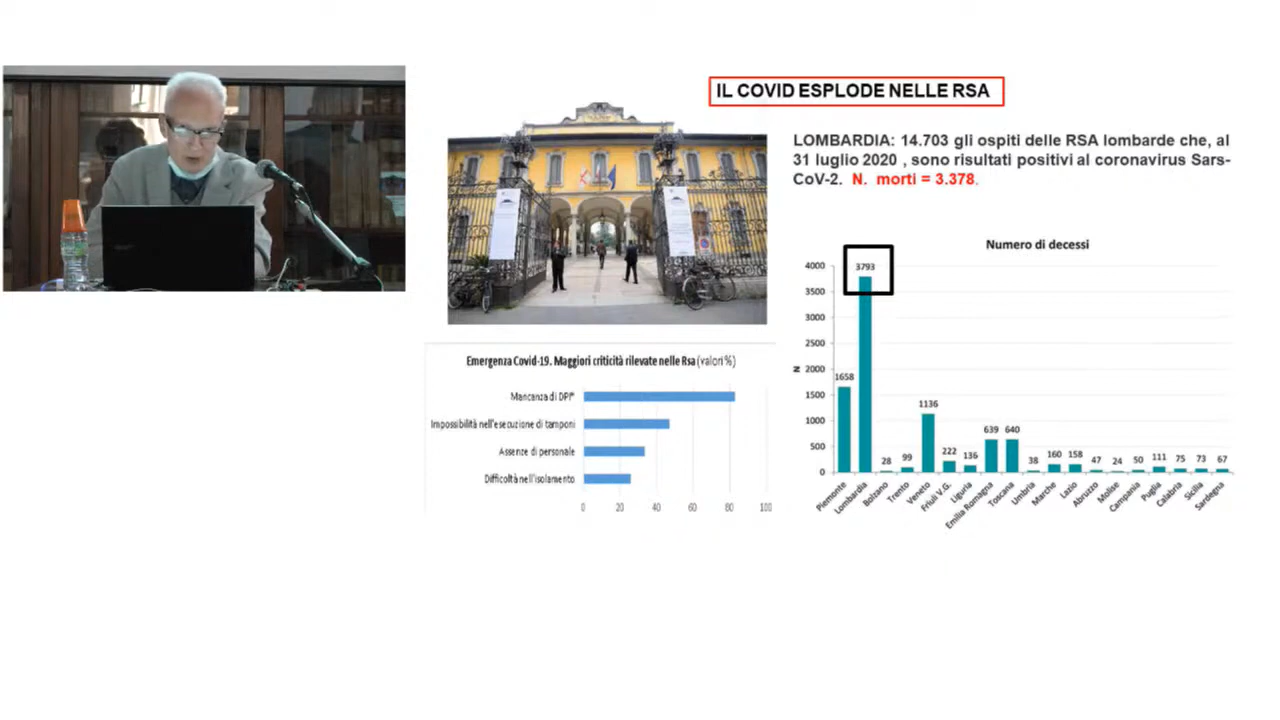 IL COVID ESPLODE NELLE RSA
LOMBARDIA: 14.703 gli ospiti delle RSA lombarde che, al
31 luglio 2020 , sono risultati positivi al coronavirus Sars-
CoV-2. N. morti = 3.378.
Emergenza Covid-19. Maggiori criticità rilevate nelle Rsa (valori %)
Mancanza di DPI*
Impossibilità nell'esecuzione di tamponi
Assenze di personale
Difficoltà nell'isolamento
0 20 40 60 80 100
Numero di decessi
N
4000
3500
3000
2500
2000
1500
1000
500
0
1658 3793 28 99 1136 222 136 639 640 38 160 158 47 24 50 111 75 73 67
Piemonte
Lombardia
Bolzano
Trento
Veneto
Friuli V.G.
Liguria
Emilia Romagna
Toscana
Umbria
Marche
Lazio
Abruzzo
Molise
Campania
Puglia
Calabria
Sicilia
Sardegna